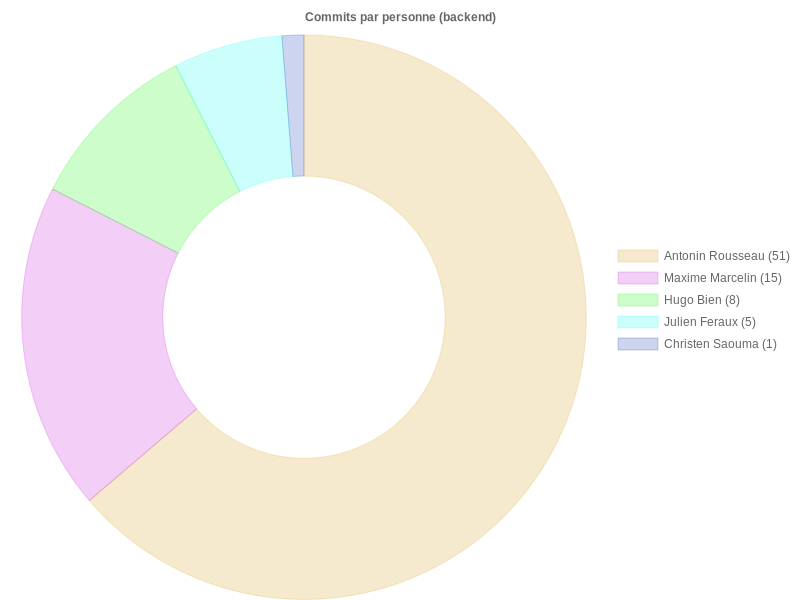 Commits par personne (backend)
Antonin Rousseau (51)
Maxime Marcelin (15)
Hugo Bien (8)
Julien Feraux (5)
Christen Saouma (1)